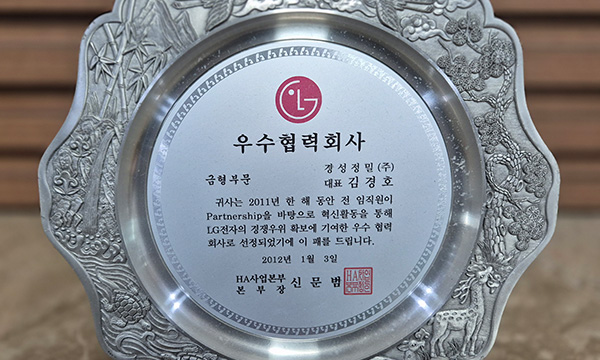 LG
우수협력회사
경성정밀(주)
금형부문 대표 김경호
귀사는 2011년 한 해 동안 전 임직원이
Partnership을 바탕으로 혁신활동을 통해
LG전자의 경쟁우위 확보에 기여한 우수 협력
회사로 선정되었기에 이 패를 드립니다.
2012년 1월 3일
HA사업본부
본부장 신문범